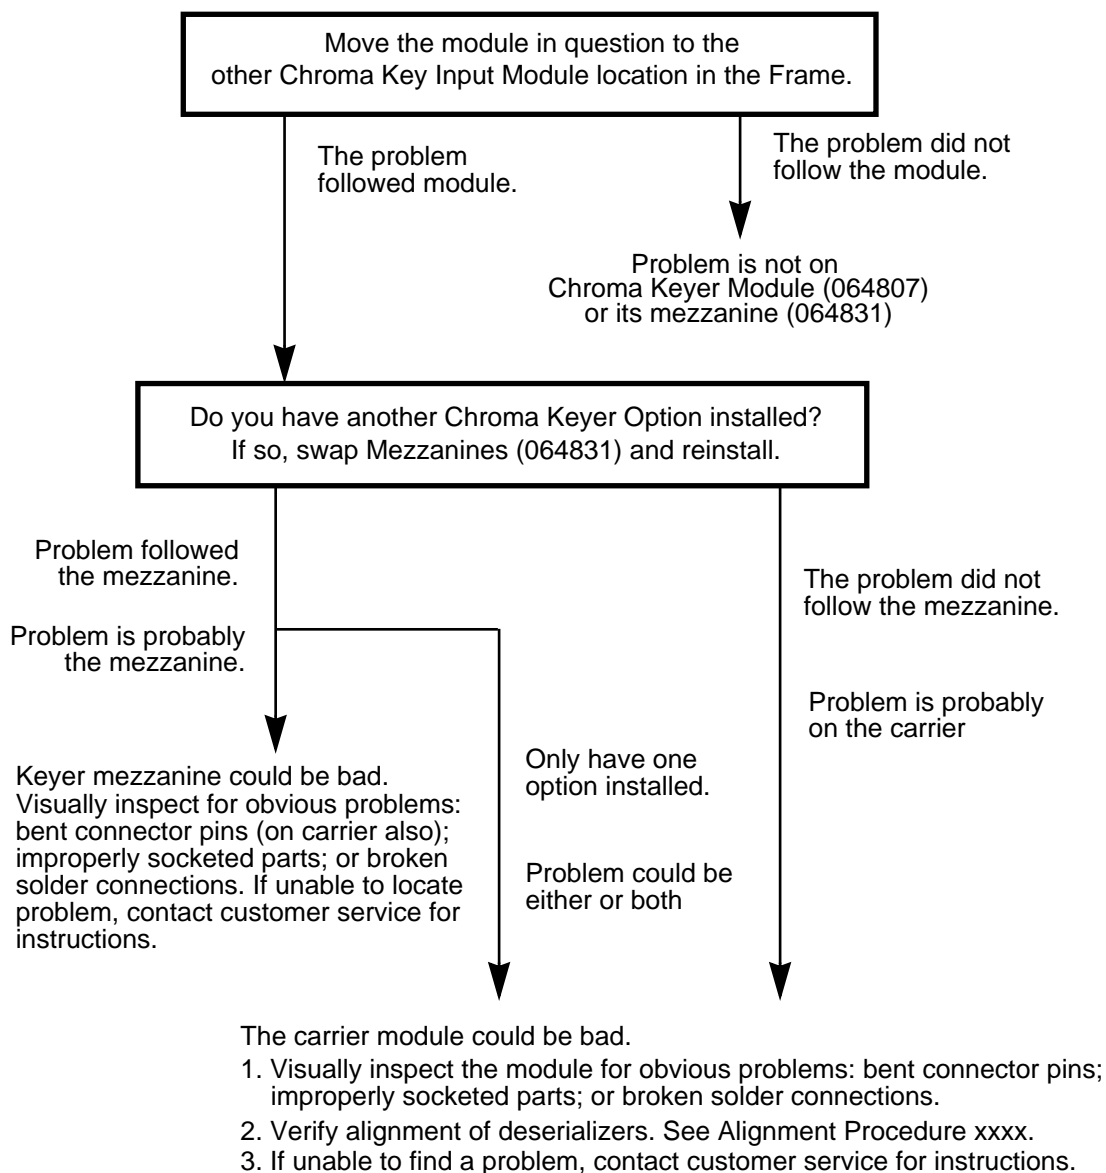 Move the module in question to the
other Chroma Key Input Module location in the Frame.
The problem
followed module.
The problem did not
follow the module.
Problem is not on
Chroma Keyer Module (064807)
or its mezzanine (064831)
Do you have another Chroma Keyer Option installed?
If so, swap Mezzanines (064831) and reinstall.
Problem followed
the mezzanine.
Problem is probably
the mezzanine.
The problem did not
follow the mezzanine.
Problem is probably
on the carrier
Only have one
option installed.
Problem could be
either or both
Keyer mezzanine could be bad.
Visually inspect for obvious problems:
bent connector pins (on carrier also);
improperly socketed parts; or broken
solder connections. If unable to locate
problem, contact customer service for
instructions.
The carrier module could be bad.
1. Visually inspect the module for obvious problems: bent connector pins;
improperly socketed parts; or broken solder connections.
2. Verify alignment of deserializers. See Alignment Procedure xxxx.
3. If unable to find a problem, contact customer service for instructions.